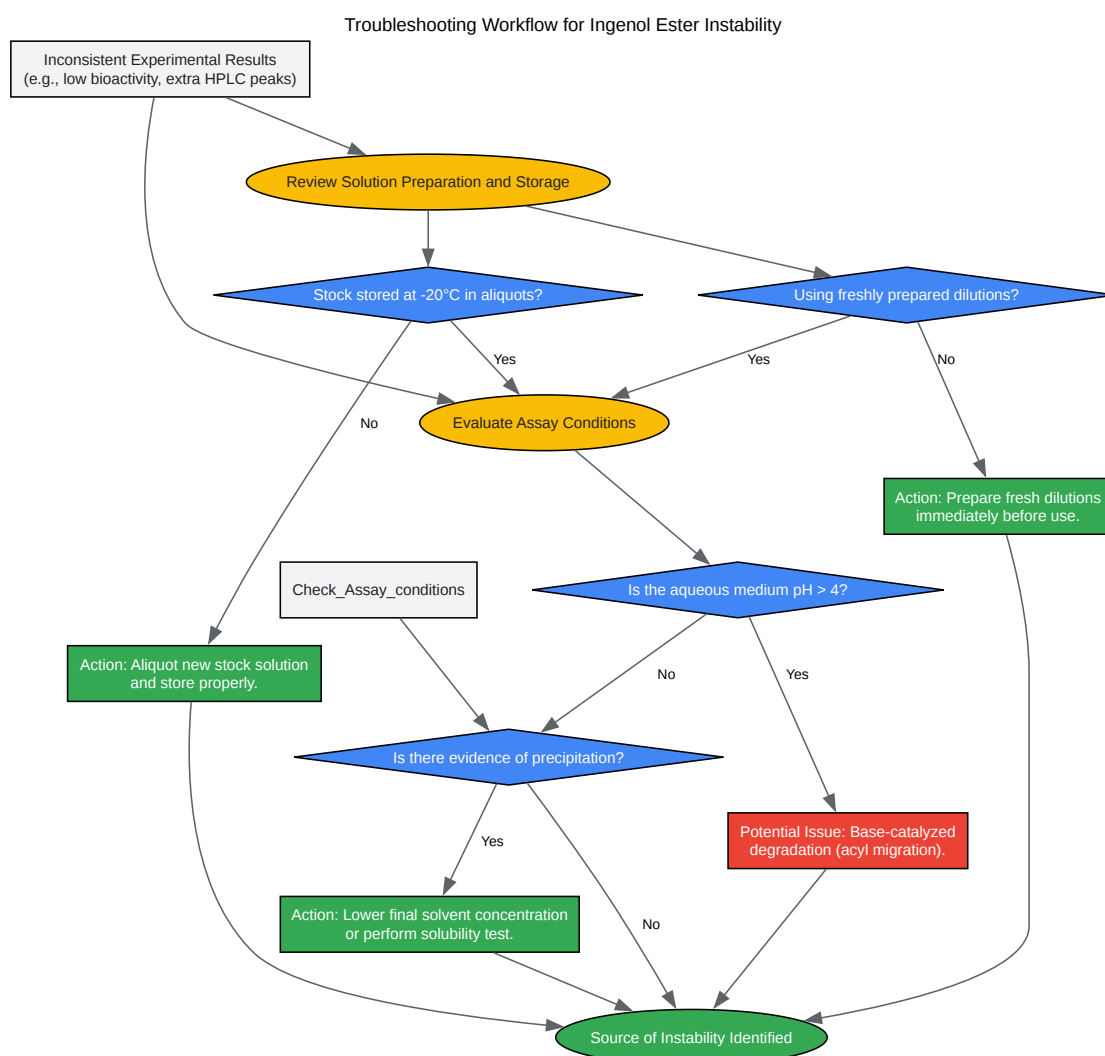 Troubleshooting Workflow for Ingenol Ester Instability
Inconsistent Experimental Results
(e.g., low bioactivity, extra HPLC peaks)
Review Solution Preparation and Storage
Stock stored at -20°C in aliquots?
Using freshly prepared dilutions?
Yes
Yes
No
No
Evaluate Assay Conditions
Action: Prepare fresh dilutions
immediately before use.
Check_Assay_conditions
Is the aqueous medium pH > 4?
Action: Aliquot new stock solution
and store properly.
No
Yes
Is there evidence of precipitation?
Yes
Potential Issue: Base-catalyzed
degradation (acyl migration).
Action: Lower final solvent concentration
or perform solubility test.
No
Source of Instability Identified